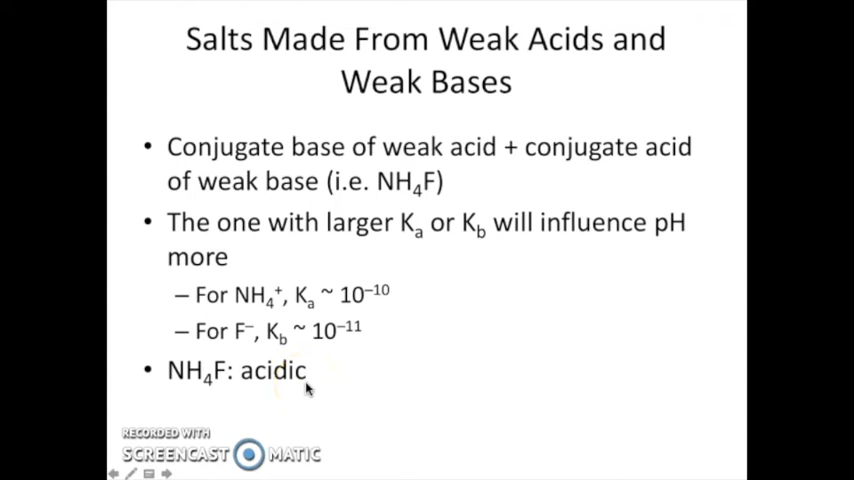 Salts Made From Weak Acids and
Weak Bases
• Conjugate base of weak acid + conjugate acid
of weak base (i.e. NH₄F)
• The one with larger Kₐ or K_b will influence pH
more
– For NH₄⁺, Kₐ ~ 10⁻¹⁰
– For F⁻, K_b ~ 10⁻¹¹
• NH₄F: acidic
RECORDED WITH
SCREENCAST MATIC